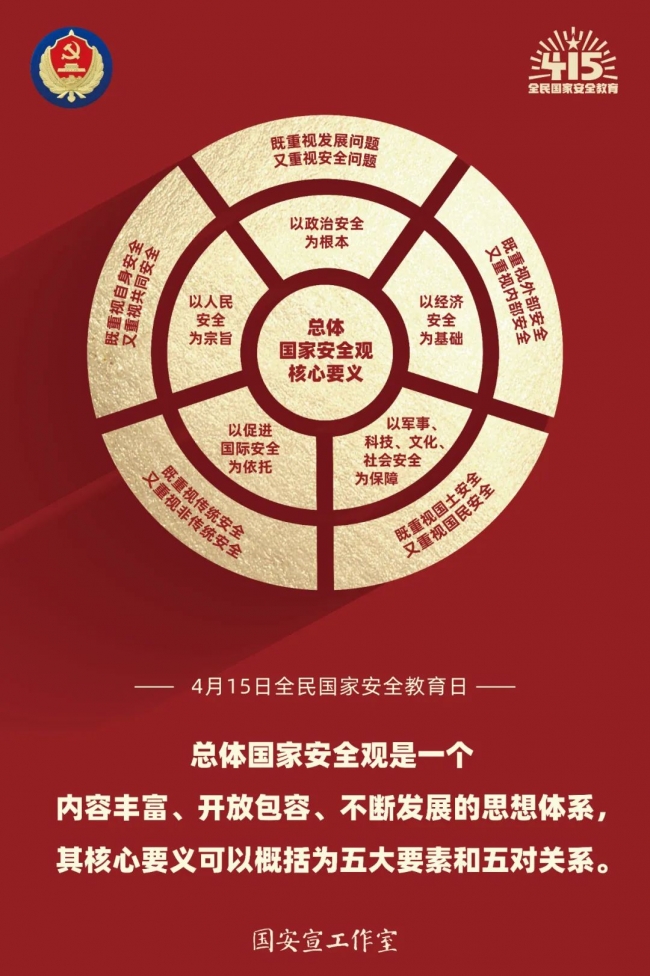 415
全民国家安全教育
既重视发展问题
又重视安全问题
既重视自身安全
又重视共同安全
既重视外部安全
又重视内部安全
以政治安全
为根本
以人民
安全
为宗旨
以经济
安全
为基础
总体
国家安全观
核心要义
以促进
国际安全
为依托
以军事、
科技、文化、
社会安全
为保障
既重视传统安全
又重视非传统安全
既重视国土安全
又重视国民安全
4月15日全民国家安全教育日
总体国家安全观是一个
内容丰富、开放包容、不断发展的思想体系,
其核心要义可以概括为五大要素和五对关系。
国安宣工作室